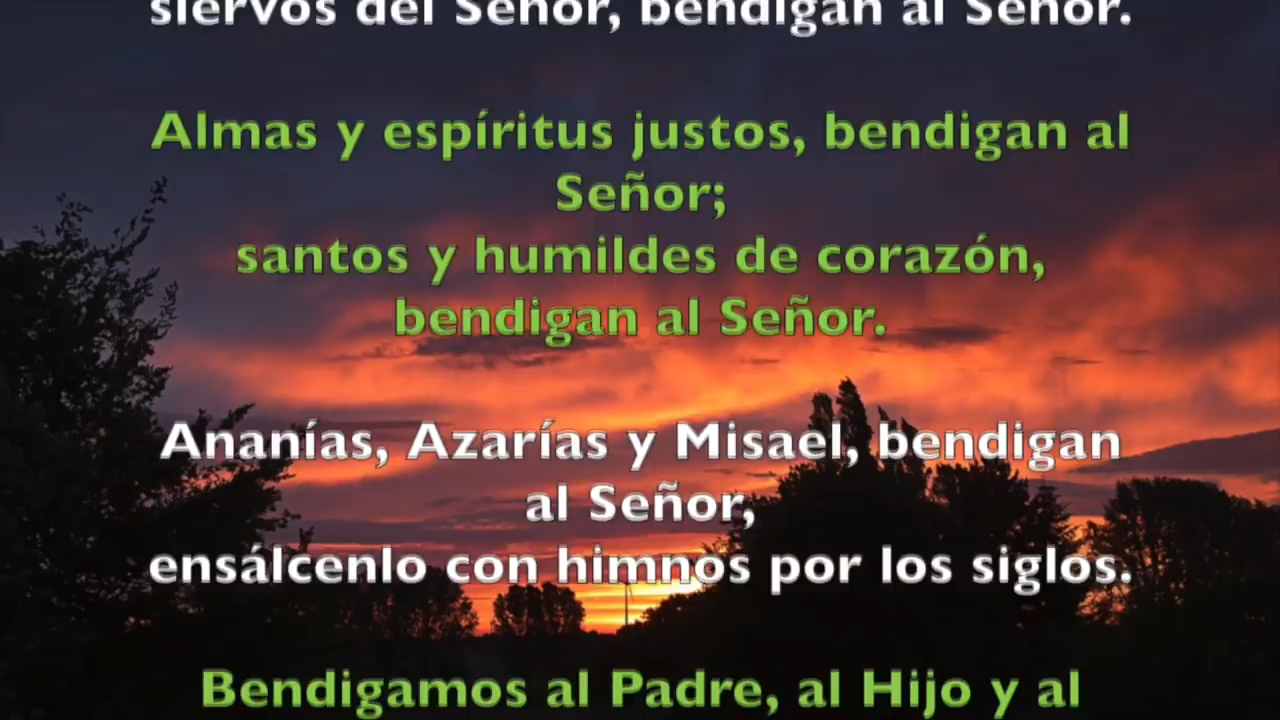 siervos del Señor, bendigan al Señor.
Almas y espíritus justos, bendigan al
Señor;
santos y humildes de corazón,
bendigan al Señor.
Ananías, Azarías y Misael, bendigan
al Señor,
ensálcenlo con himnos por los siglos.
Bendigamos al Padre, al Hijo y al